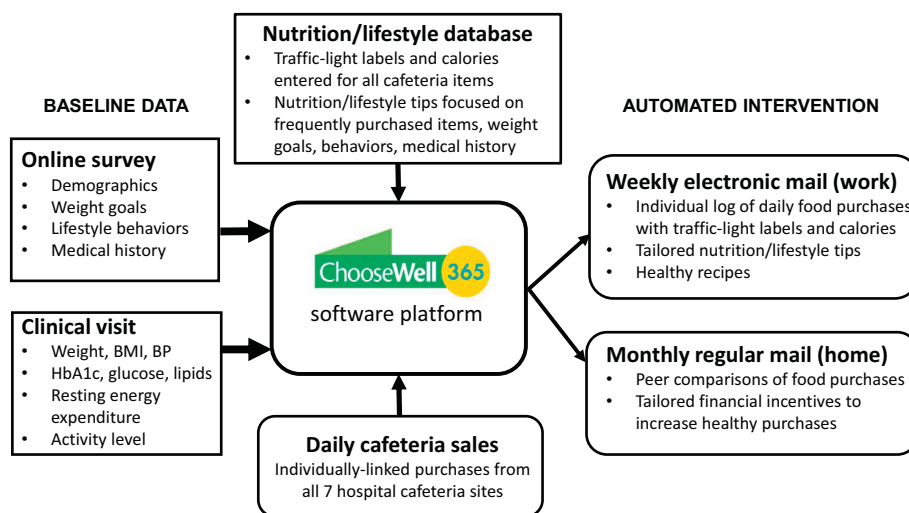 Nutrition/lifestyle database
• Traffic-light labels and calories
entered for all cafeteria items
• Nutrition/lifestyle tips focused on
frequently purchased items, weight
goals, behaviors, medical history
BASELINE DATA
Online survey
• Demographics
• Weight goals
• Lifestyle behaviors
• Medical history
Clinical visit
• Weight, BMI, BP
• HbA1c, glucose, lipids
• Resting energy
expenditure
• Activity level
ChooseWell 365
software platform
Daily cafeteria sales
Individually-linked purchases from
all 7 hospital cafeteria sites
AUTOMATED INTERVENTION
Weekly electronic mail (work)
• Individual log of daily food purchases
with traffic-light labels and calories
• Tailored nutrition/lifestyle tips
• Healthy recipes
Monthly regular mail (home)
• Peer comparisons of food purchases
• Tailored financial incentives to
increase healthy purchases